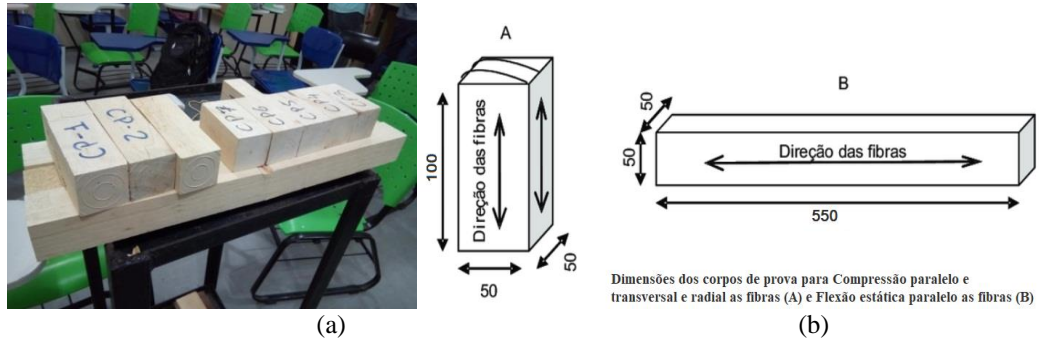 CP-1
CP-2
CP6
CP5
CP4
A
100
Direção das fibras
50
50
B
50
50
Direção das fibras
550
Dimensões dos corpos de prova para Compressão paralelo e
transversal e radial as fibras (A) e Flexão estática paralelo as fibras (B)
(a)
(b)